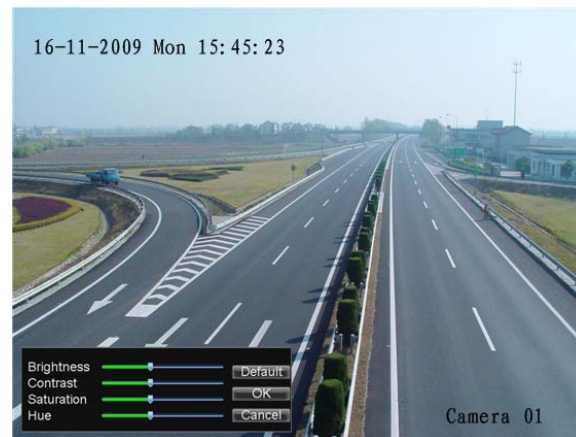 16-11-2009 Mon 15:45:23
Brightness
Default
Contrast
OK
Saturation
Hue
Cancel
Camera 01